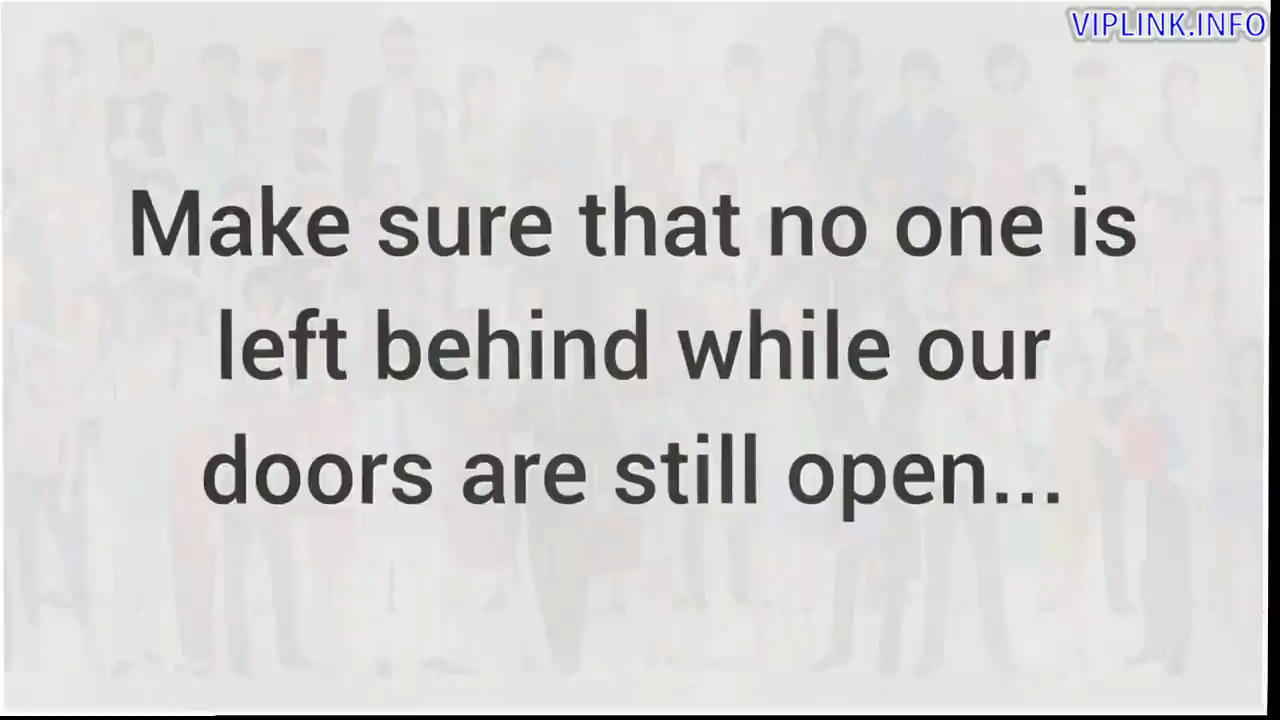 VIPLINK.INFO
Make sure that no one is
left behind while our
doors are still open...